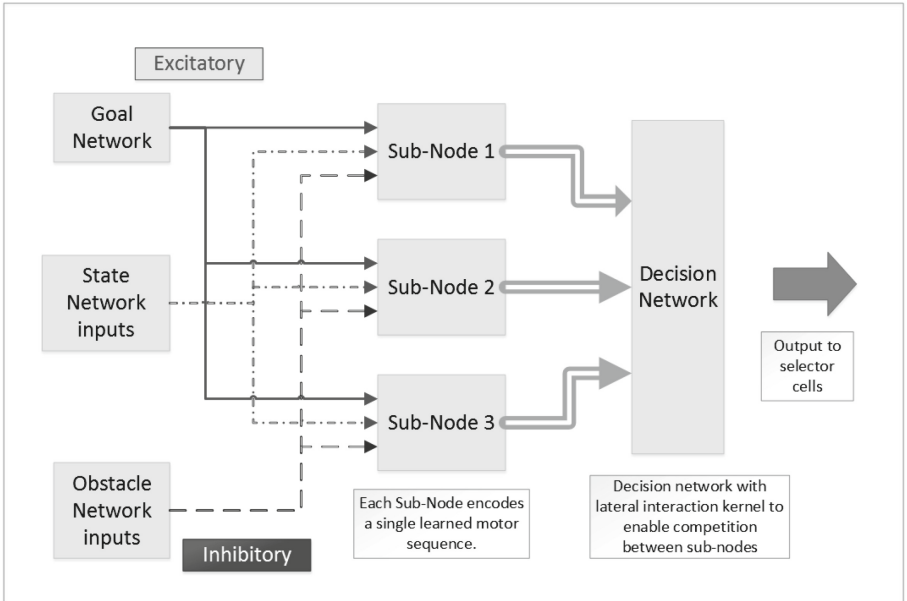 Excitatory
Goal
Network
State
Network
inputs
Obstacle
Network
inputs
Inhibitory
Sub-Node 1
Sub-Node 2
Sub-Node 3
Each Sub-Node encodes
a single learned motor
sequence.
Decision
Network
Decision network with
lateral interaction kernel to
enable competition
between sub-nodes
Output to
selector
cells